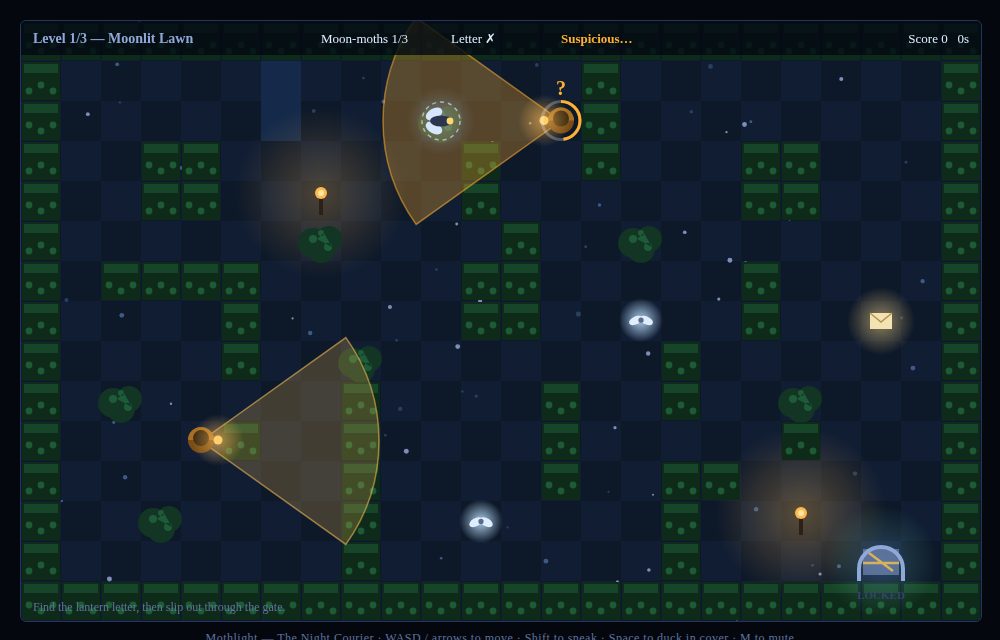 Level 1/3 — Moonlit Lawn
Moon-moths 1/3
Letter ✗
Suspicious…
Score 0 0s
?
LOCKED
Find the lantern letter, then slip out through the gate.
Mothlight — The Night Courier · WASD / arrows to move · Shift to sneak · Space to duck in cover · M to mute